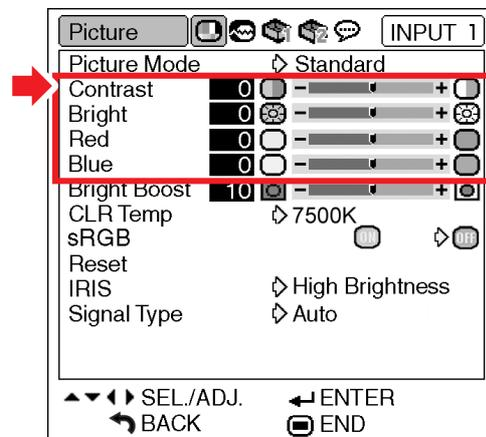 Picture INPUT 1
Picture Mode Standard
Contrast 0 - +
Bright 0 - +
Red 0 - +
Blue 0 - +
Bright Boost 10 - +
CLR Temp 7500K
sRGB ON OFF
Reset
IRIS High Brightness
Signal Type Auto
SEL./ADJ. ENTER
BACK END